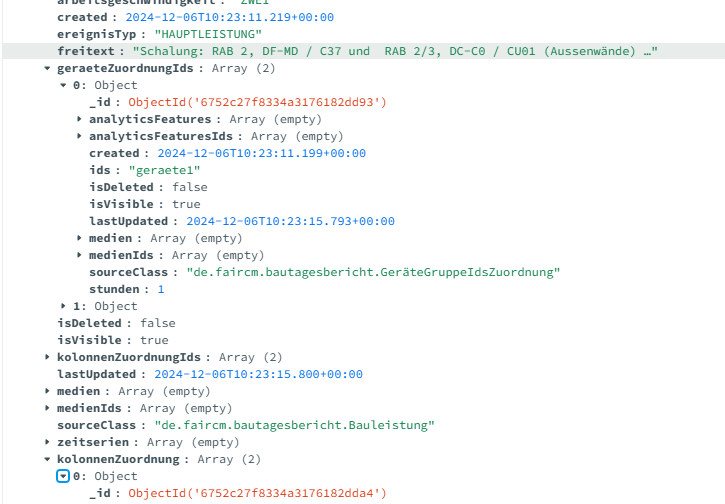 arbeitsgeschwindigkeit : "ZWEI"
created : 2024-12-06T10:23:11.219+00:00
ereignisTyp : "HAUPTLEISTUNG"
freitext : "Schalung: RAB 2, DF-MD / C37 und  RAB 2/3, DC-C0 / CU01 (Aussenwände) …"
geraeteZuordnungIds : Array (2)
0: Object
_id : ObjectId('6752c27f8334a3176182dd93')
analyticsFeatures : Array (empty)
analyticsFeaturesIds : Array (empty)
created : 2024-12-06T10:23:11.199+00:00
ids : "geraete1"
isDeleted : false
isVisible : true
lastUpdated : 2024-12-06T10:23:15.793+00:00
medien : Array (empty)
medienIds : Array (empty)
sourceClass : "de.faircm.bautagesbericht.GeräteGruppeIdsZuordnung"
stunden : 1
1: Object
isDeleted : false
isVisible : true
kolonnenZuordnungIds : Array (2)
lastUpdated : 2024-12-06T10:23:15.800+00:00
medien : Array (empty)
medienIds : Array (empty)
sourceClass : "de.faircm.bautagesbericht.Bauleistung"
zeitserien : Array (empty)
kolonnenZuordnung : Array (2)
0: Object
_id : ObjectId('6752c27f8334a3176182dda4')